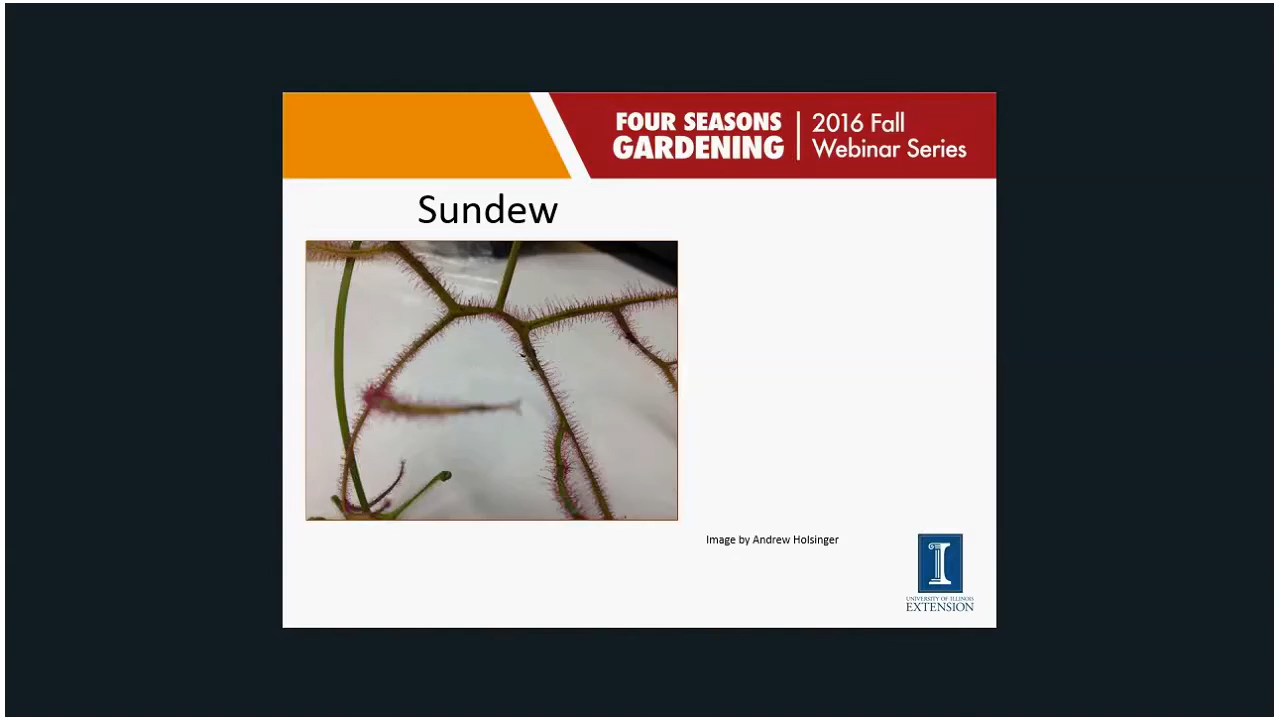 FOUR SEASONS
GARDENING
2016 Fall
Webinar Series
Sundew
Image by Andrew Holsinger
I
UNIVERSITY OF ILLINOIS
EXTENSION